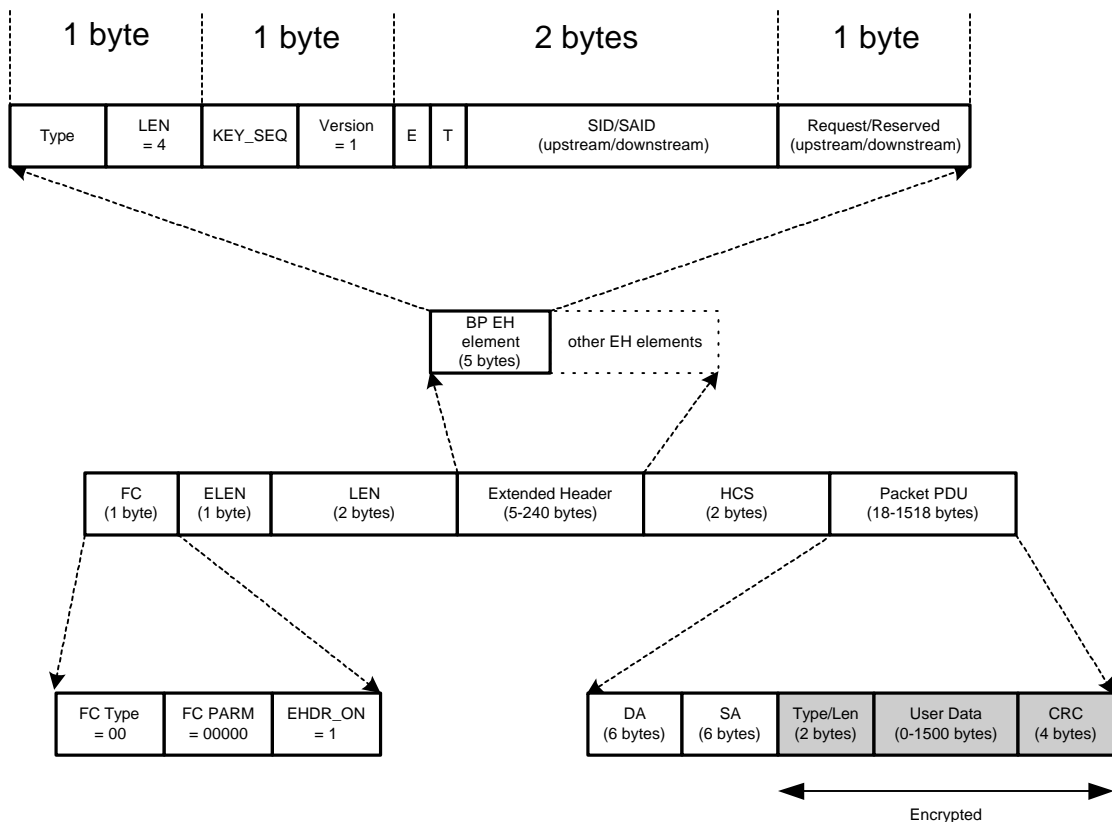 1 byte 1 byte 2 bytes 1 byte
Type
LEN
= 4
KEY_SEQ
Version
= 1
E
T
SID/SAID
(upstream/downstream)
Request/Reserved
(upstream/downstream)
BP EH
element
(5 bytes)
other EH elements
FC
(1 byte)
ELEN
(1 byte)
LEN
(2 bytes)
Extended Header
(5-240 bytes)
HCS
(2 bytes)
Packet PDU
(18-1518 bytes)
FC Type
= 00
FC PARM
= 00000
EHDR_ON
= 1
DA
(6 bytes)
SA
(6 bytes)
Type/Len
(2 bytes)
User Data
(0-1500 bytes)
CRC
(4 bytes)
Encrypted